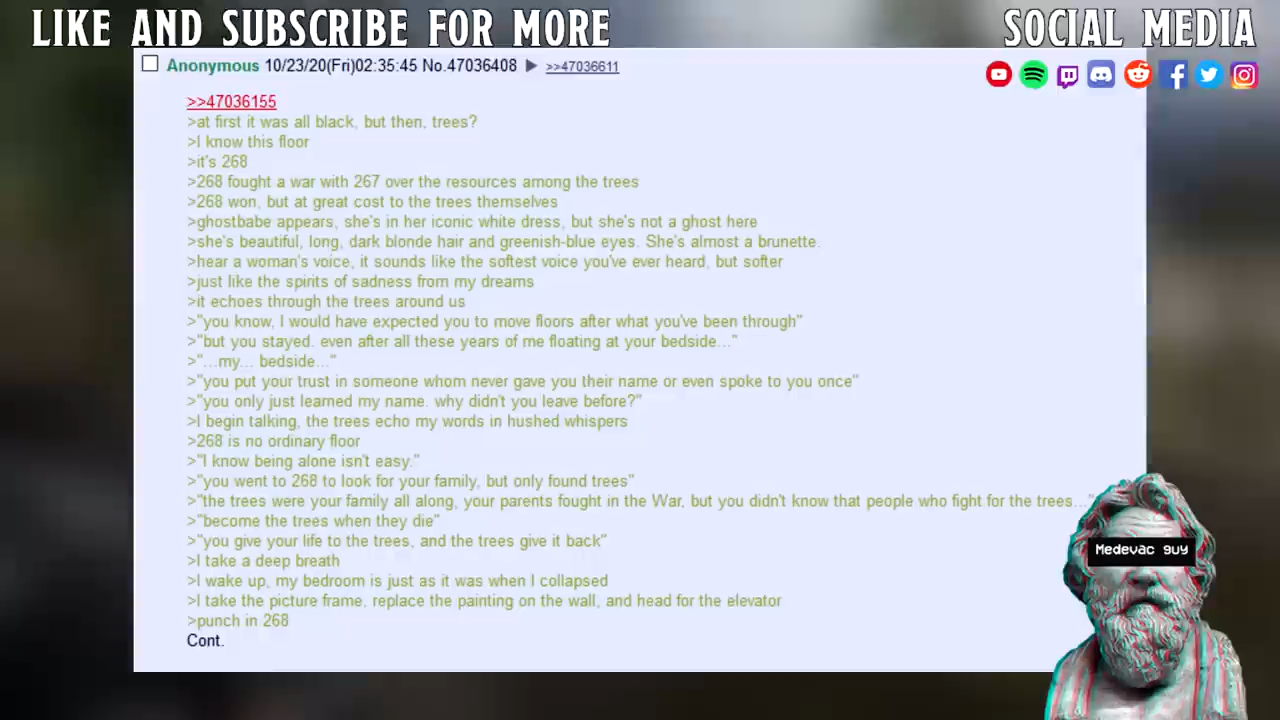 LIKE AND SUBSCRIBE FOR MORE
SOCIAL MEDIA
Anonymous 10/23/20(Fri)02:35:45 No.47036408 ▶ >>47036611
>>47036155
>at first it was all black, but then, trees?
>I know this floor
>it's 268
>268 fought a war with 267 over the resources among the trees
>268 won, but at great cost to the trees themselves
>ghostbabe appears, she's in her iconic white dress, but she's not a ghost here
>she's beautiful, long, dark blonde hair and greenish-blue eyes. She's almost a brunette.
>hear a woman's voice, it sounds like the softest voice you've ever heard, but softer
>just like the spirits of sadness from my dreams
>it echoes through the trees around us
>"you know, I would have expected you to move floors after what you've been through"
>"but you stayed. even after all these years of me floating at your bedside..."
>"...my... bedside..."
>"you put your trust in someone whom never gave you their name or even spoke to you once"
>"you only just learned my name. why didn't you leave before?"
>I begin talking, the trees echo my words in hushed whispers
>268 is no ordinary floor
>"I know being alone isn't easy."
>"you went to 268 to look for your family, but only found trees"
>"the trees were your family all along, your parents fought in the War, but you didn't know that people who fight for the trees..."
>"become the trees when they die"
>"you give your life to the trees, and the trees give it back"
>I take a deep breath
>I wake up, my bedroom is just as it was when I collapsed
>I take the picture frame, replace the painting on the wall, and head for the elevator
>punch in 268
Cont.
Medevac guy